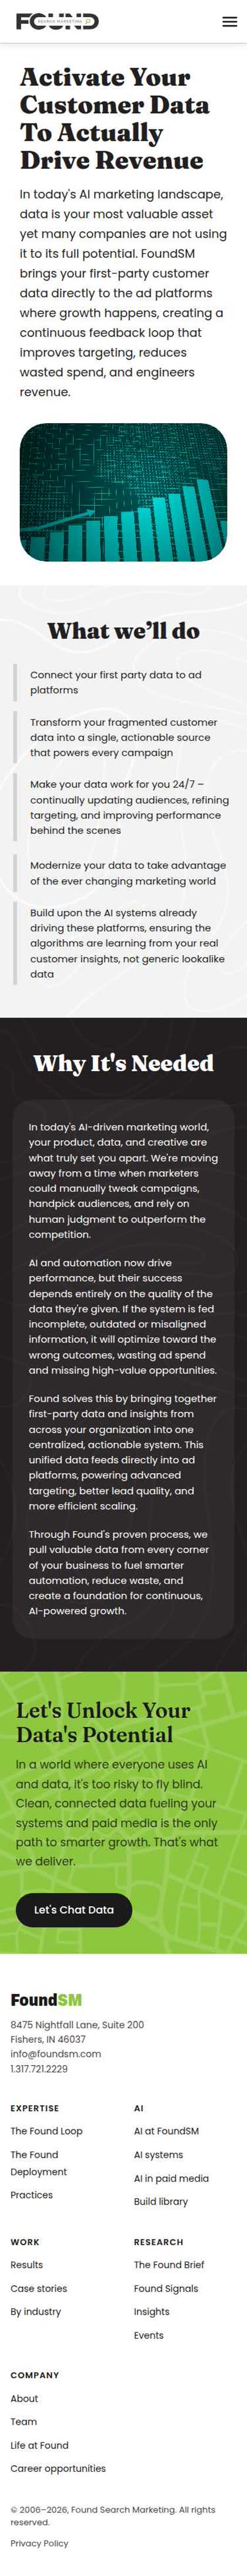 FOUND
SEARCH MARKETING
Activate Your
Customer Data
To Actually
Drive Revenue
In today's AI marketing landscape,
data is your most valuable asset
yet many companies are not using
it to its full potential. FoundSM
brings your first-party customer
data directly to the ad platforms
where growth happens, creating a
continuous feedback loop that
improves targeting, reduces
wasted spend, and engineers
revenue.
What we’ll do
Connect your first party data to ad
platforms
Transform your fragmented customer
data into a single, actionable source
that powers every campaign
Make your data work for you 24/7 –
continually updating audiences, refining
targeting, and improving performance
behind the scenes
Modernize your data to take advantage
of the ever changing marketing world
Build upon the AI systems already
driving these platforms, ensuring the
algorithms are learning from your real
customer insights, not generic lookalike
data
Why It's Needed
In today's AI-driven marketing world,
your product, data, and creative are
what truly set you apart. We're moving
away from a time when marketers
could manually tweak campaigns,
handpick audiences, and rely on
human judgment to outperform the
competition.
AI and automation now drive
performance, but their success
depends entirely on the quality of the
data they're given. If the system is fed
incomplete, outdated or misaligned
information, it will optimize toward the
wrong outcomes, wasting ad spend
and missing high-value opportunities.
Found solves this by bringing together
first-party data and insights from
across your organization into one
centralized, actionable system. This
unified data feeds directly into ad
platforms, powering advanced
targeting, better lead quality, and
more efficient scaling.
Through Found's proven process, we
pull valuable data from every corner
of your business to fuel smarter
automation, reduce waste, and
create a foundation for continuous,
AI-powered growth.
Let's Unlock Your
Data's Potential
In a world where everyone uses AI
and data, it's too risky to fly blind.
Clean, connected data fueling your
systems and paid media is the only
path to smarter growth. That's what
we deliver.
Let's Chat Data
FoundSM
8475 Nightfall Lane, Suite 200
Fishers, IN 46037
info@foundsm.com
1.317.721.2229
EXPERTISE
The Found Loop
The Found
Deployment
Practices
AI
AI at FoundSM
AI systems
AI in paid media
Build library
WORK
Results
Case stories
By industry
RESEARCH
The Found Brief
Found Signals
Insights
Events
COMPANY
About
Team
Life at Found
Career opportunities
© 2006–2026, Found Search Marketing. All rights
reserved.
Privacy Policy